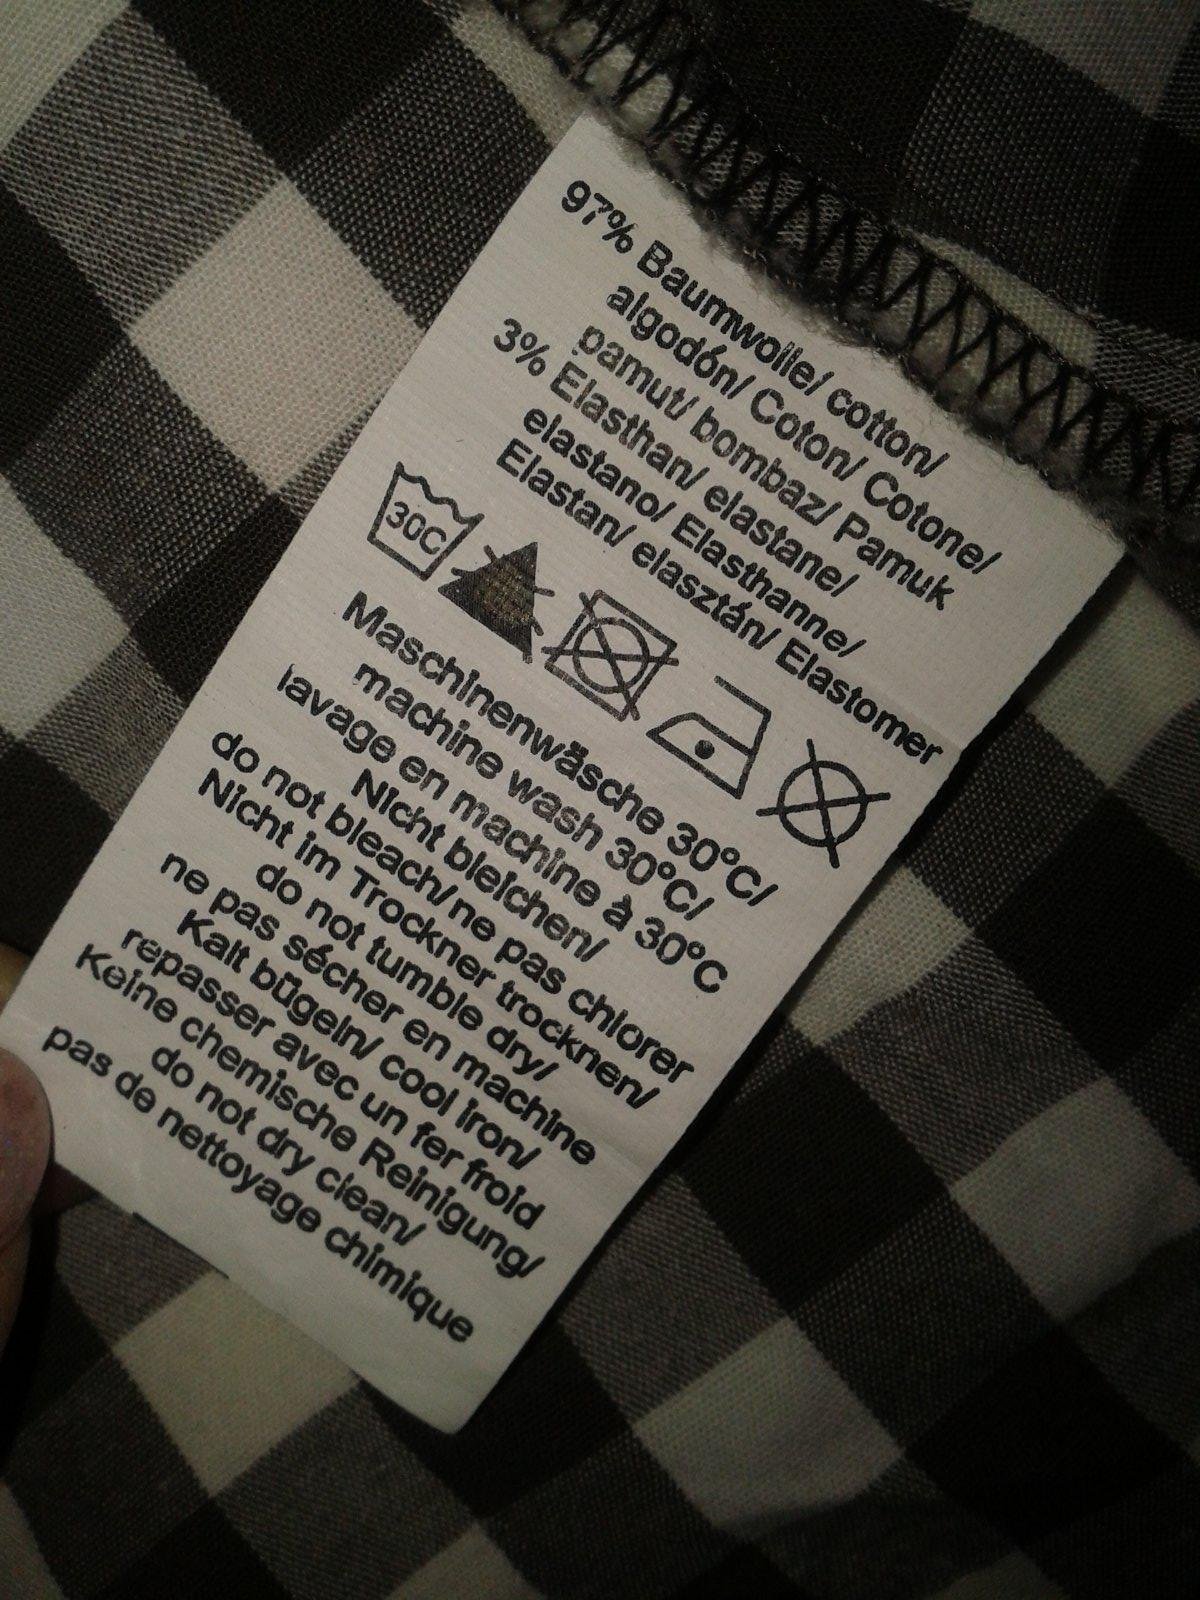 97% Baumwolle/ cotton/
algodón/ Coton/ Cotone/
pamut/ bombaz/ Pamuk
3% Elasthan/ elastane/
elastano/ Elasthanne/
Elastan/ elasztán/ Elastomer
30C
Maschinenwäsche 30°C/
machine wash 30°C/
lavage en machine à 30°C
Nicht bleichen/
do not bleach/ ne pas chlorer
Nicht im Trockner trocknen/
do not tumble dry/
ne pas sécher en machine
Kalt bügeln/ cool iron/
repasser avec un fer froid
Keine chemische Reinigung/
do not dry clean/
pas de nettoyage chimique